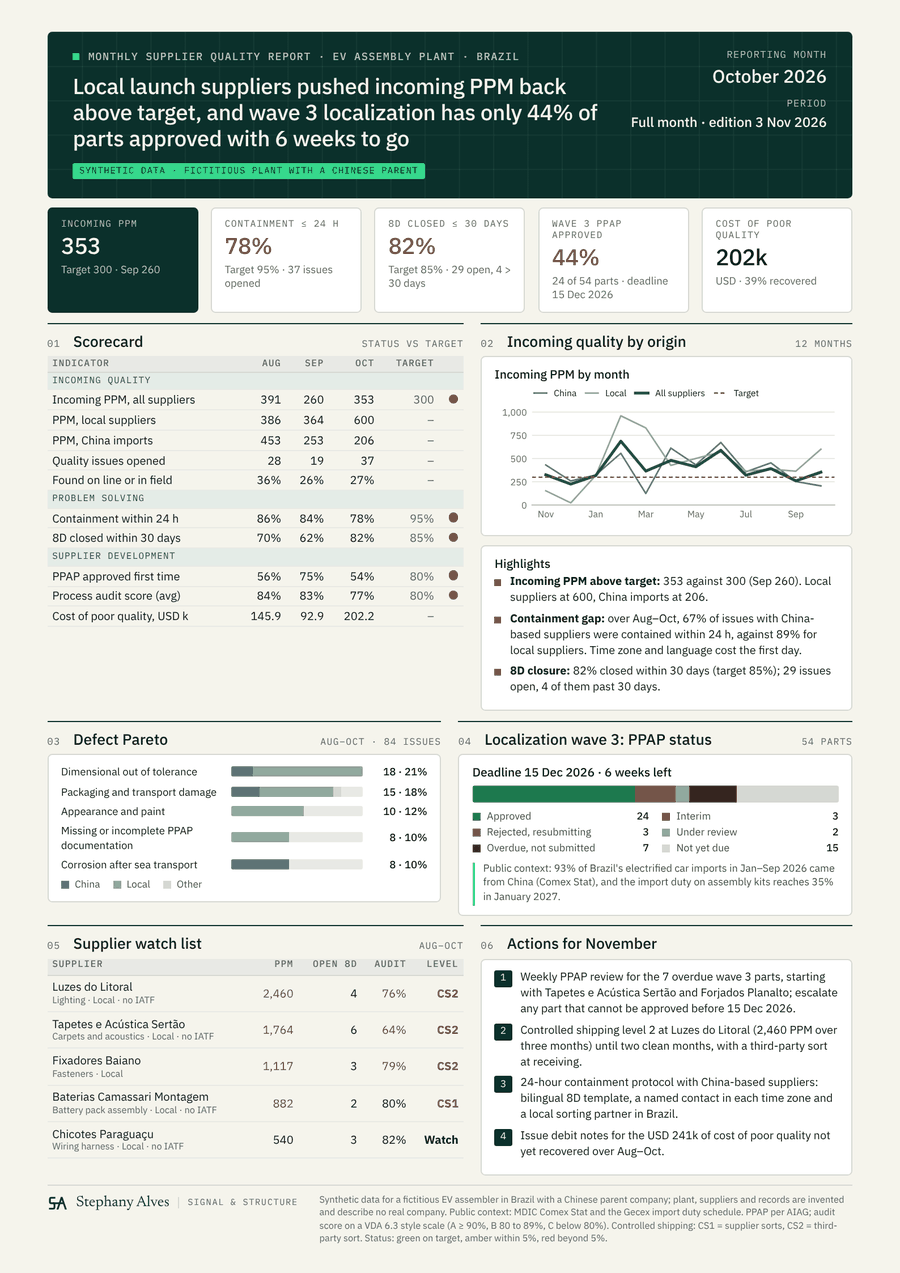 MONTHLY SUPPLIER QUALITY REPORT · EV ASSEMBLY PLANT · BRAZIL
Local launch suppliers pushed incoming PPM back
above target, and wave 3 localization has only 44% of
parts approved with 6 weeks to go
SYNTHETIC DATA · FICTITIOUS PLANT WITH A CHINESE PARENT
REPORTING MONTH
October 2026
PERIOD
Full month · edition 3 Nov 2026
INCOMING PPM
353
Target 300 · Sep 260
CONTAINMENT ≤ 24 H
78%
Target 95% · 37 issues
opened
8D CLOSED ≤ 30 DAYS
82%
Target 85% · 29 open, 4 >
30 days
WAVE 3 PPAP
APPROVED
44%
24 of 54 parts · deadline
15 Dec 2026
COST OF POOR
QUALITY
202k
USD · 39% recovered
01 Scorecard STATUS VS TARGET
INDICATOR AUG SEP OCT TARGET
INCOMING QUALITY
Incoming PPM, all suppliers 391 260 353 300
PPM, local suppliers 386 364 600 –
PPM, China imports 453 253 206 –
Quality issues opened 28 19 37 –
Found on line or in field 36% 26% 27% –
PROBLEM SOLVING
Containment within 24 h 86% 84% 78% 95%
8D closed within 30 days 70% 62% 82% 85%
SUPPLIER DEVELOPMENT
PPAP approved first time 56% 75% 54% 80%
Process audit score (avg) 84% 83% 77% 80%
Cost of poor quality, USD k 145.9 92.9 202.2 –
02 Incoming quality by origin 12 MONTHS
Incoming PPM by month
China Local All suppliers Target
1,000
750
500
250
0
Nov Jan Mar May Jul Sep
Highlights
Incoming PPM above target: 353 against 300 (Sep 260). Local
suppliers at 600, China imports at 206.
Containment gap: over Aug–Oct, 67% of issues with China-
based suppliers were contained within 24 h, against 89% for
local suppliers. Time zone and language cost the first day.
8D closure: 82% closed within 30 days (target 85%); 29 issues
open, 4 of them past 30 days.
03 Defect Pareto AUG–OCT · 84 ISSUES
Dimensional out of tolerance 18 · 21%
Packaging and transport damage 15 · 18%
Appearance and paint 10 · 12%
Missing or incomplete PPAP
documentation 8 · 10%
Corrosion after sea transport 8 · 10%
China Local Other
04 Localization wave 3: PPAP status 54 PARTS
Deadline 15 Dec 2026 · 6 weeks left
Approved 24 Interim 3
Rejected, resubmitting 3 Under review 2
Overdue, not submitted 7 Not yet due 15
Public context: 93% of Brazil's electrified car imports in Jan–Sep 2026 came
from China (Comex Stat), and the import duty on assembly kits reaches 35%
in January 2027.
05 Supplier watch list AUG–OCT
SUPPLIER PPM OPEN 8D AUDIT LEVEL
Luzes do Litoral 2,460 4 76% CS2
Lighting · Local · no IATF
Tapetes e Acústica Sertão 1,764 6 64% CS2
Carpets and acoustics · Local · no IATF
Fixadores Baiano 1,117 3 79% CS2
Fasteners · Local
Baterias Camassari Montagem 882 2 80% CS1
Battery pack assembly · Local · no IATF
Chicotes Paraguaçu 540 3 82% Watch
Wiring harness · Local · no IATF
06 Actions for November
1 Weekly PPAP review for the 7 overdue wave 3 parts, starting
with Tapetes e Acústica Sertão and Forjados Planalto; escalate
any part that cannot be approved before 15 Dec 2026.
2 Controlled shipping level 2 at Luzes do Litoral (2,460 PPM over
three months) until two clean months, with a third-party sort
at receiving.
3 24-hour containment protocol with China-based suppliers:
bilingual 8D template, a named contact in each time zone and
a local sorting partner in Brazil.
4 Issue debit notes for the USD 241k of cost of poor quality not
yet recovered over Aug–Oct.
SA Stephany Alves SIGNAL & STRUCTURE
Synthetic data for a fictitious EV assembler in Brazil with a Chinese parent company; plant, suppliers and records are invented
and describe no real company. Public context: MDIC Comex Stat and the Gecex import duty schedule. PPAP per AIAG; audit
score on a VDA 6.3 style scale (A ≥ 90%, B 80 to 89%, C below 80%). Controlled shipping: CS1 = supplier sorts, CS2 = third-
party sort. Status: green on target, amber within 5%, red beyond 5%.